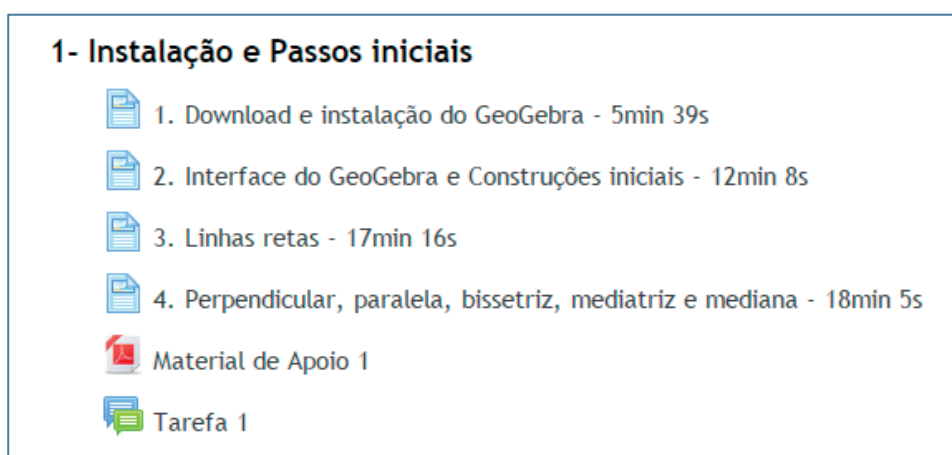 1- Instalação e Passos iniciais
1. Download e instalação do GeoGebra - 5min 39s
2. Interface do GeoGebra e Construções iniciais - 12min 8s
3. Linhas retas - 17min 16s
4. Perpendicular, paralela, bissetriz, mediatriz e mediana - 18min 5s
Material de Apoio 1
Tarefa 1